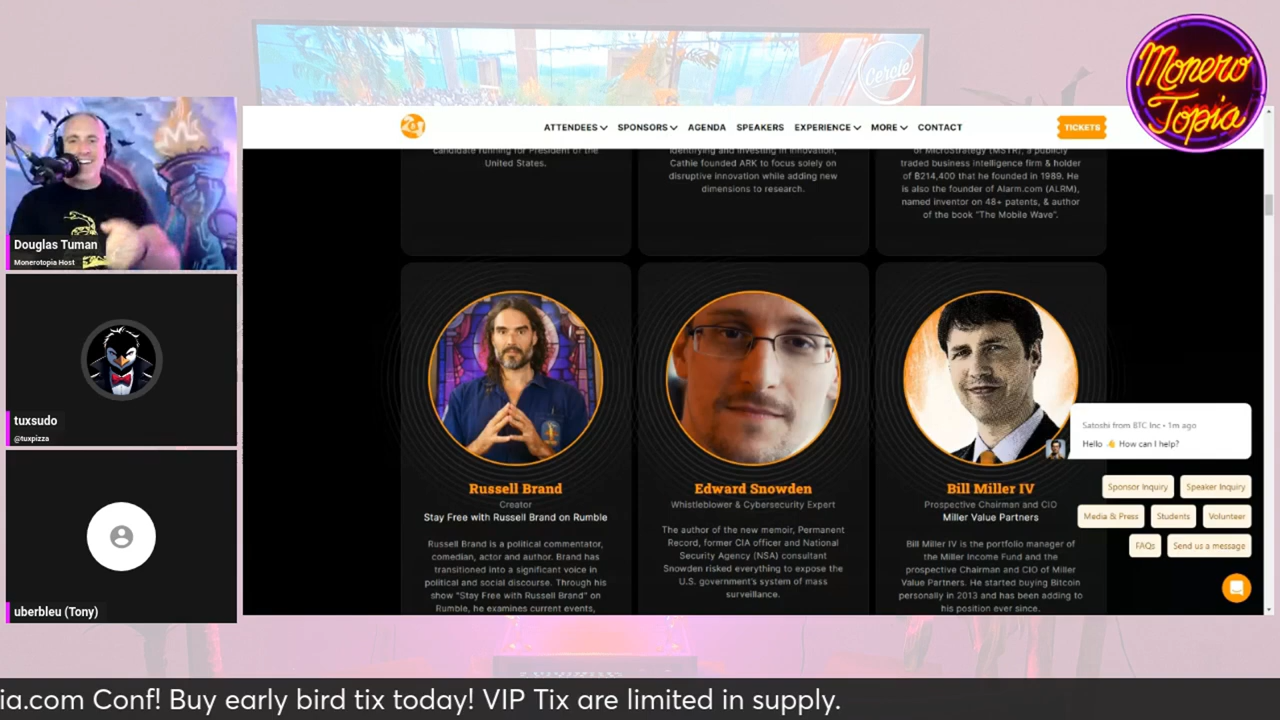 Cercle
Monero
Topia
ATTENDEES SPONSORS AGENDA SPEAKERS EXPERIENCE MORE CONTACT
TICKETS
candidate running for President of the
United States.
identifying and investing in innovation,
Cathie founded ARK to focus solely on
disruptive innovation while adding new
dimensions to research.
of MicroStrategy (MSTR), a publicly
traded business intelligence firm & holder
of ₿214,400 that he founded in 1989. He
is also the founder of Alarm.com (ALRM),
named inventor on 48+ patents, & author
of the book "The Mobile Wave".
Douglas Tuman
Monerotopia Host
tuxsudo
@tuxpizza
uberbleu (Tony)
Russell Brand
Creator
Stay Free with Russell Brand on Rumble
Russell Brand is a political commentator,
comedian, actor and author. Brand has
transitioned into a significant voice in
political and social discourse. Through his
show "Stay Free with Russell Brand" on
Rumble, he examines current events,
Edward Snowden
Whistleblower & Cybersecurity Expert
The author of the new memoir, Permanent
Record, former CIA officer and National
Security Agency (NSA) consultant
Snowden risked everything to expose the
U.S. government's system of mass
surveillance.
Bill Miller IV
Prospective Chairman and CIO
Miller Value Partners
Bill Miller IV is the portfolio manager of
the Miller Income Fund and the
prospective Chairman and CIO of Miller
Value Partners. He started buying Bitcoin
personally in 2013 and has been adding to
his position ever since.
Satoshi from BTC Inc • 1m ago
Hello 👋 How can I help?
Sponsor Inquiry Speaker Inquiry
Media & Press Students Volunteer
FAQs Send us a message
ia.com Conf! Buy early bird tix today! VIP Tix are limited in supply.